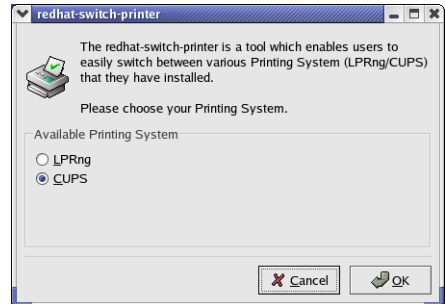 redhat-switch-printer
The redhat-switch-printer is a tool which enables users to
easily switch between various Printing System (LPRng/CUPS)
that they have installed.
Please choose your Printing System.
Available Printing System
LPRng
CUPS
Cancel
OK